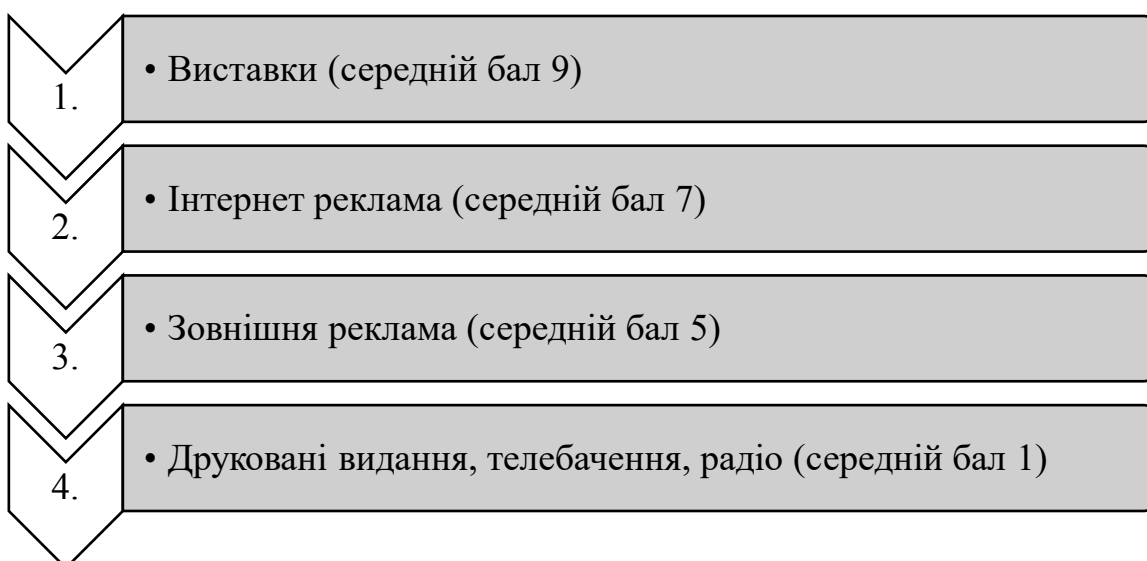 1. • Виставки (середній бал 9)
2. • Інтернет реклама (середній бал 7)
3. • Зовнішня реклама (середній бал 5)
4. • Друковані видання, телебачення, радіо (середній бал 1)